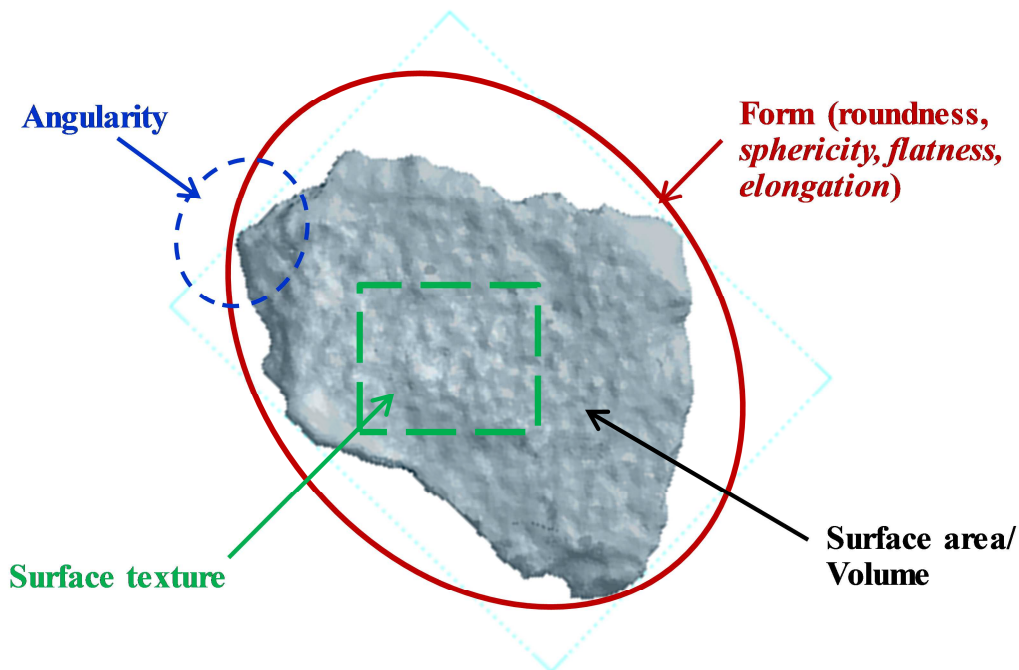 Angularity
Form (roundness,
sphericity, flatness,
elongation)
Surface texture
Surface area/
Volume